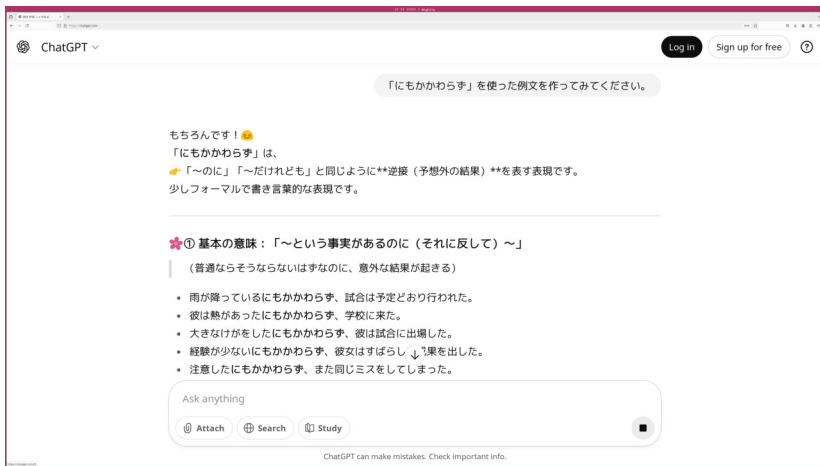 ChatGPT
Log in
Sign up for free
「にもかかわらず」を使った例文を作ってみてください。
もちろんです！😊
「にもかかわらず」は、
👉「〜のに」「〜だけれども」と同じように**逆接（予想外の結果）**を表す表現です。
少しフォーマルで書き言葉的な表現です。
🌸① 基本の意味：「〜という事実があるのに（それに反して）〜」
（普通ならそうならないはずなのに、意外な結果が起きる）
• 雨が降っているにもかかわらず、試合は予定どおり行われた。
• 彼は熱があったにもかかわらず、学校に来た。
• 大きなけがをしたにもかかわらず、彼は試合に出場した。
• 経験が少ないにもかかわらず、彼女はすばらし 果を出した。
• 注意したにもかかわらず、また同じミスをしてしまった。
Ask anything
Attach
Search
Study
ChatGPT can make mistakes. Check important info.